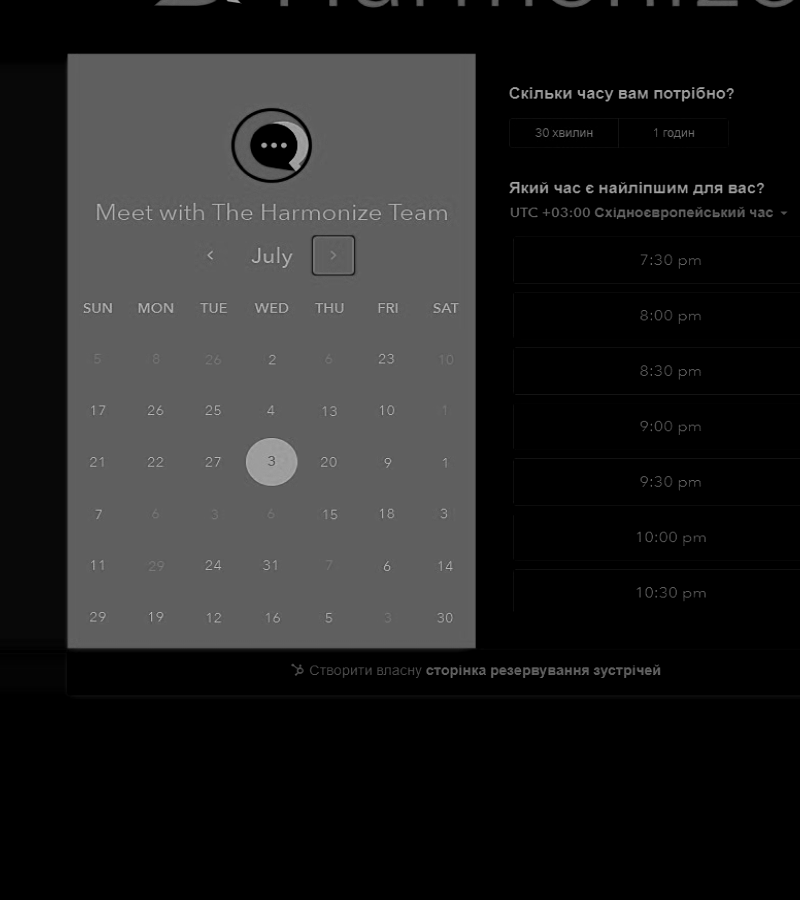 Harmonize
Meet with The Harmonize Team
July
SUN MON TUE WED THU FRI SAT
5 8 26 2 6 23 10
17 26 25 4 13 10 1
21 22 27 3 20 9 1
7 6 3 6 15 18 3
11 29 24 31 7 6 14
29 19 12 16 5 3 30
Скільки часу вам потрібно?
30 хвилин 1 годин
Який час є найліпшим для вас?
UTC +03:00 Східноєвропейський час
7:30 pm
8:00 pm
8:30 pm
9:00 pm
9:30 pm
10:00 pm
10:30 pm
Створити власну сторінка резервування зустрічей